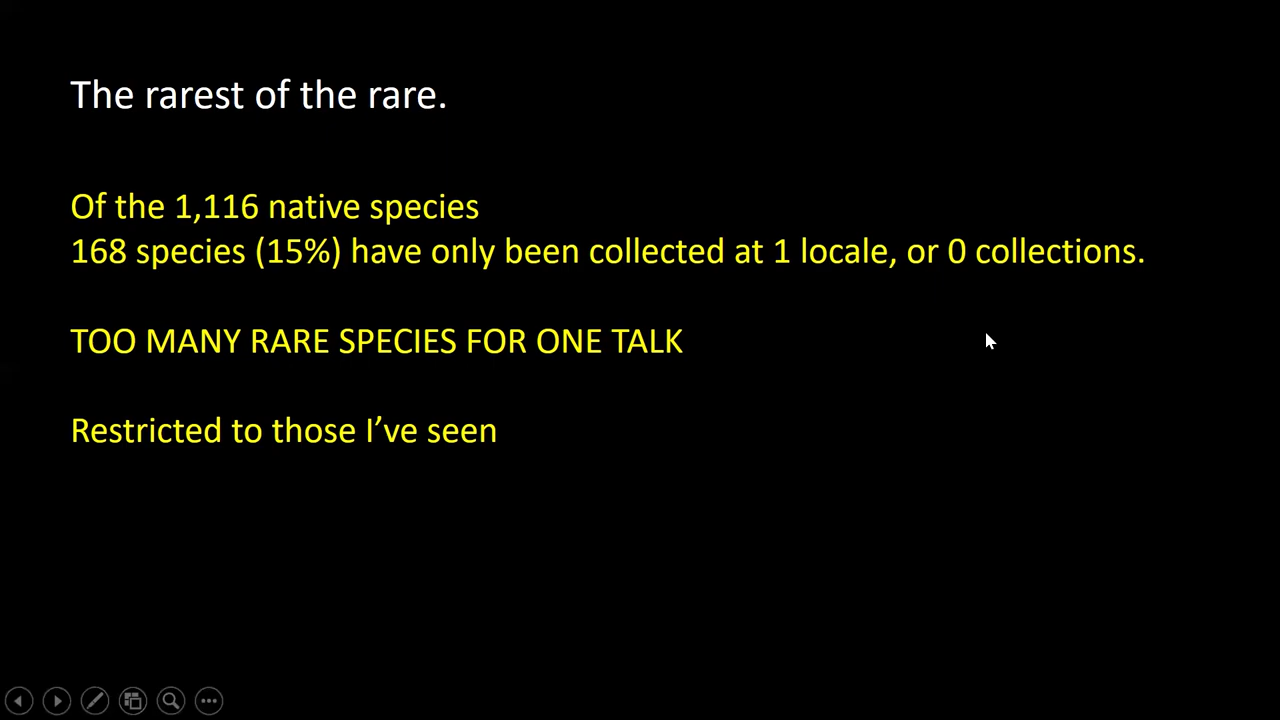 The rarest of the rare.
Of the 1,116 native species
168 species (15%) have only been collected at 1 locale, or 0 collections.
TOO MANY RARE SPECIES FOR ONE TALK
Restricted to those I’ve seen